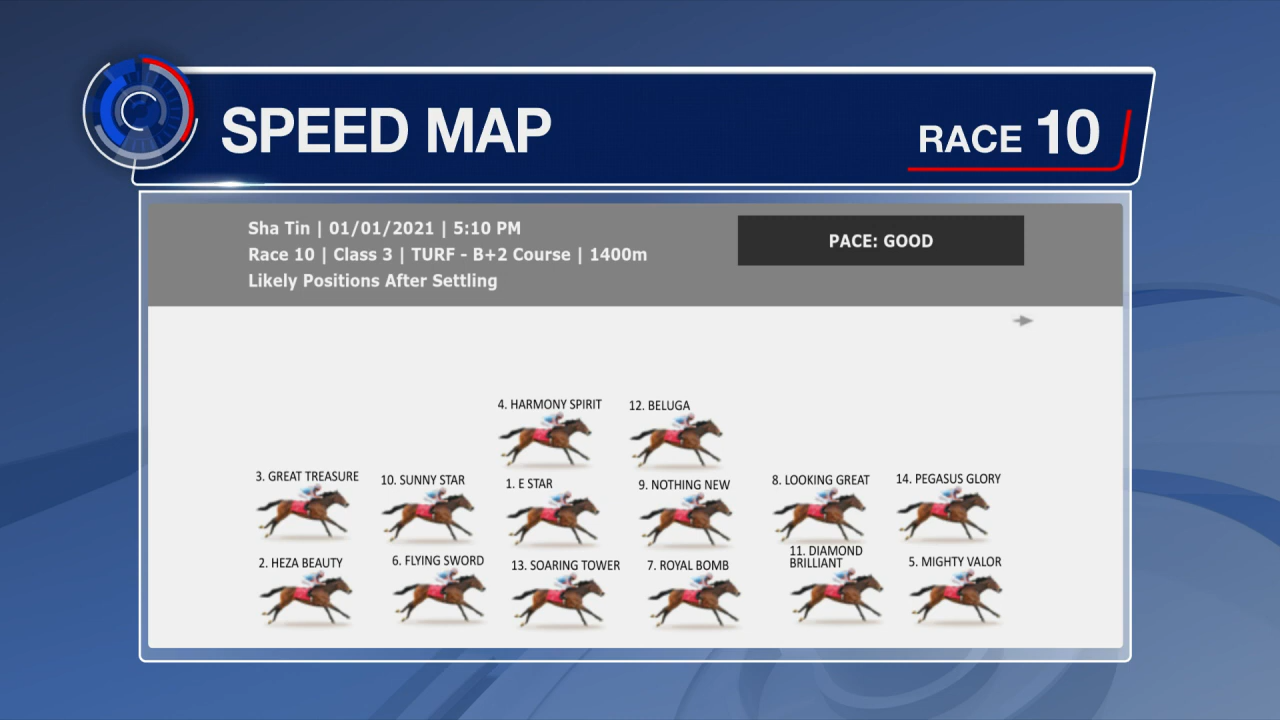 SPEED MAP
RACE 10
Sha Tin | 01/01/2021 | 5:10 PM
Race 10 | Class 3 | TURF - B+2 Course | 1400m
Likely Positions After Settling
PACE: GOOD
4. HARMONY SPIRIT
12. BELUGA
3. GREAT TREASURE
10. SUNNY STAR
1. E STAR
9. NOTHING NEW
8. LOOKING GREAT
14. PEGASUS GLORY
2. HEZA BEAUTY
6. FLYING SWORD
13. SOARING TOWER
7. ROYAL BOMB
11. DIAMOND
BRILLIANT
5. MIGHTY VALOR